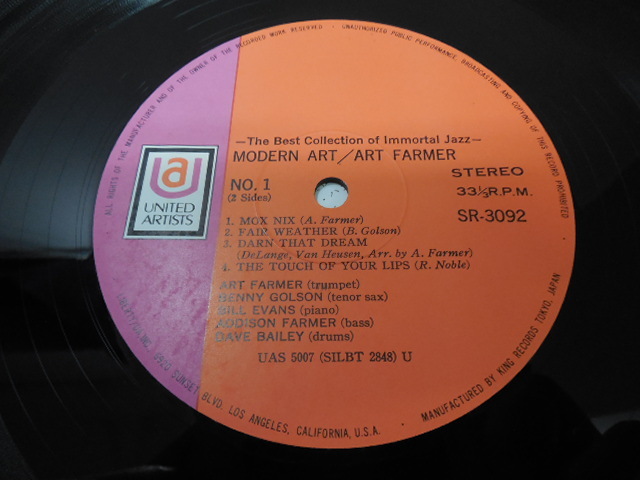 ALL RIGHTS OF THE MANUFACTURER AND OF THE OWNER OF THE RECORDED WORK RESERVED · UNAUTHORIZED PUBLIC PERFORMANCE, BROADCASTING AND COPYING OF THIS RECORD PROHIBITED
—The Best Collection of Immortal Jazz—
MODERN ART/ART FARMER
UA
UNITED
ARTISTS
NO. 1
(2 Sides)
STEREO
33⅓R.P.M.
SR-3092
1. MOX NIX (A. Farmer)
2. FAIR WEATHER (B. Golson)
3. DARN THAT DREAM
(DeLange, Van Heusen, Arr. by A. Farmer)
4. THE TOUCH OF YOUR LIPS (R. Noble)
ART FARMER (trumpet)
BENNY GOLSON (tenor sax)
BILL EVANS (piano)
ADDISON FARMER (bass)
DAVE BAILEY (drums)
UAS 5007 (SILBT 2848) U
INC. 6920 SUNSET BLVD. LOS ANGELES, CALIFORNIA, U.S.A. · MANUFACTURED BY KING RECORDS TOKYO, JAPAN